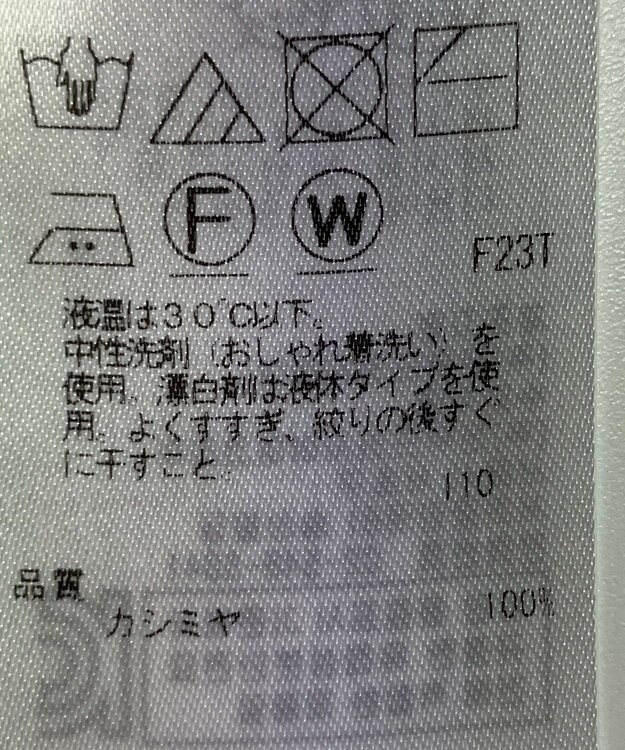 F
W
F23T
液温は30℃以下。
中性洗剤（おしゃれ着洗い）を
使用。漂白剤は液体タイプを使
用。よくすすぎ、絞りの後すぐ
に干すこと。
110
品質
カシミヤ 100%